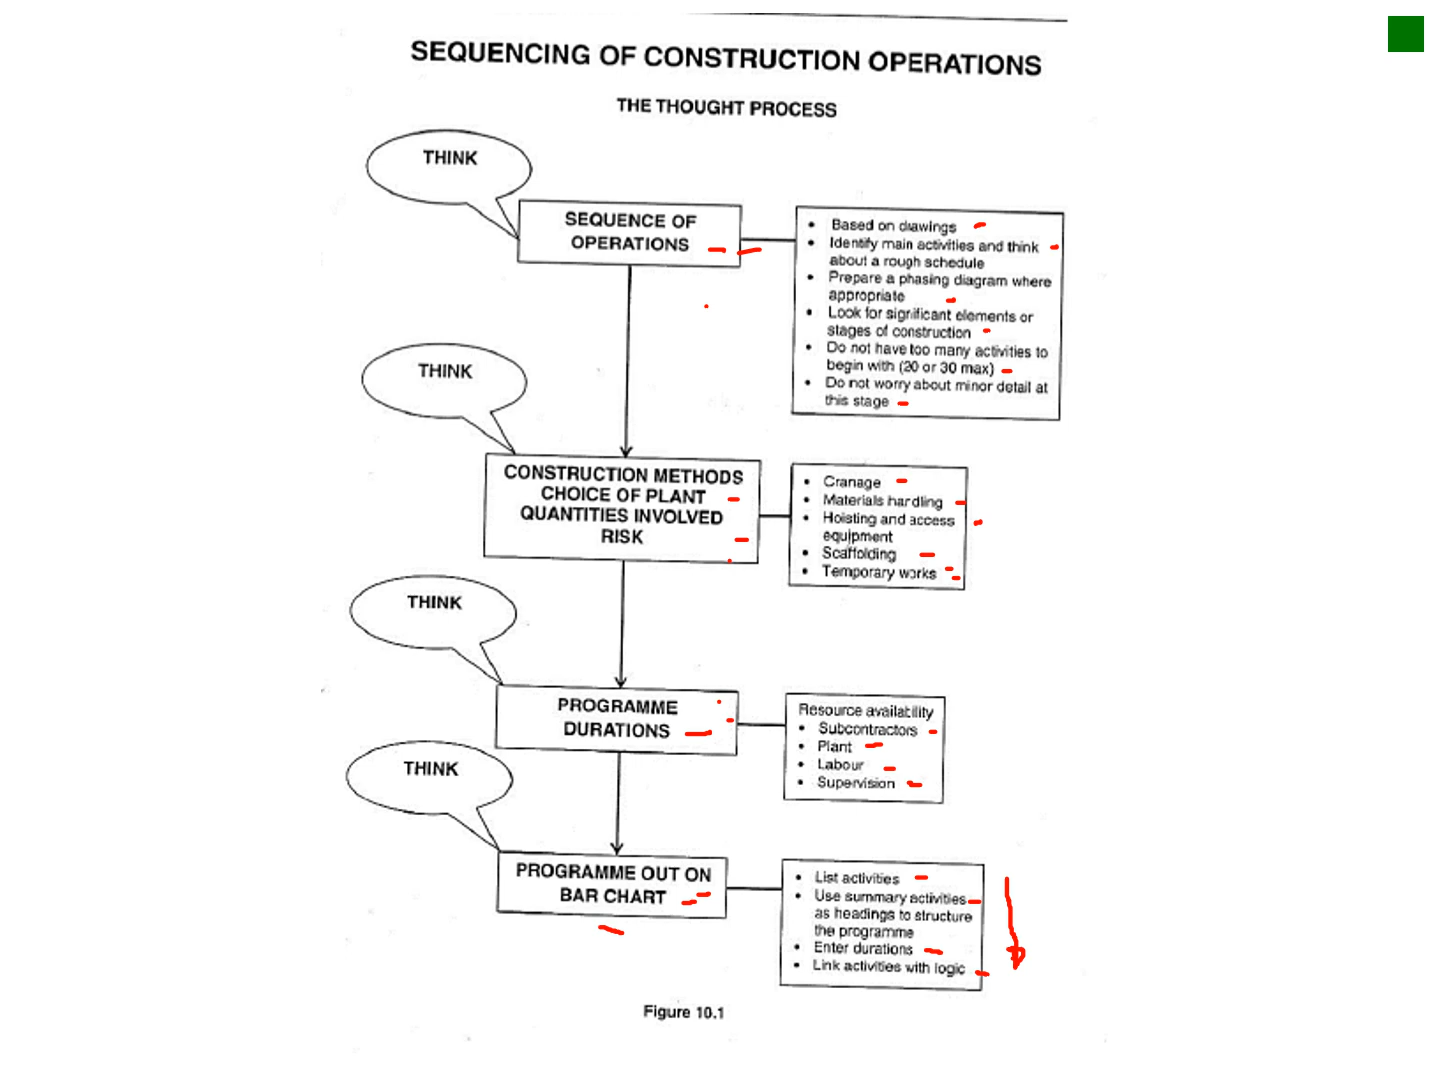 SEQUENCING OF CONSTRUCTION OPERATIONS
THE THOUGHT PROCESS
THINK
SEQUENCE OF
OPERATIONS
• Based on drawings
• Identify main activities and think
about a rough schedule
• Prepare a phasing diagram where
appropriate
• Look for significant elements or
stages of construction
• Do not have too many activities to
begin with (20 or 30 max)
• Do not worry about minor detail at
this stage
THINK
CONSTRUCTION METHODS
CHOICE OF PLANT
QUANTITIES INVOLVED
RISK
• Cranage
• Materials handling
• Hoisting and access
equipment
• Scaffolding
• Temporary works
THINK
PROGRAMME
DURATIONS
Resource availability
• Subcontractors
• Plant
• Labour
• Supervision
THINK
PROGRAMME OUT ON
BAR CHART
• List activities
• Use summary activities
as headings to structure
the programme
• Enter durations
• Link activities with logic
Figure 10.1